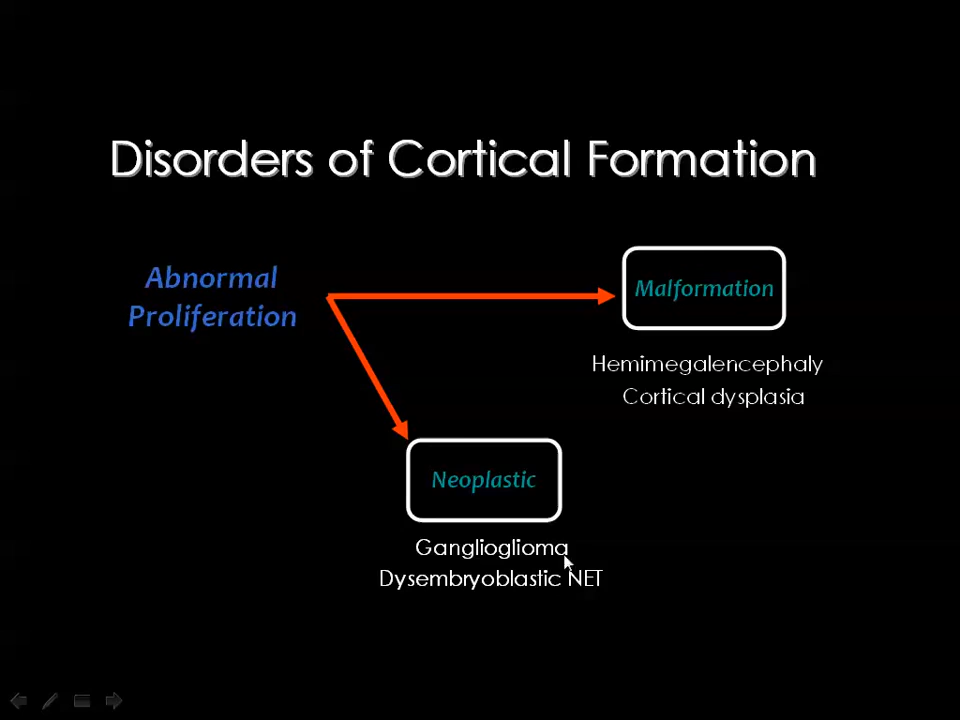 Disorders of Cortical Formation
Abnormal
Proliferation
Malformation
Hemimegalencephaly
Cortical dysplasia
Neoplastic
Ganglioglioma
Dysembryoblastic NET